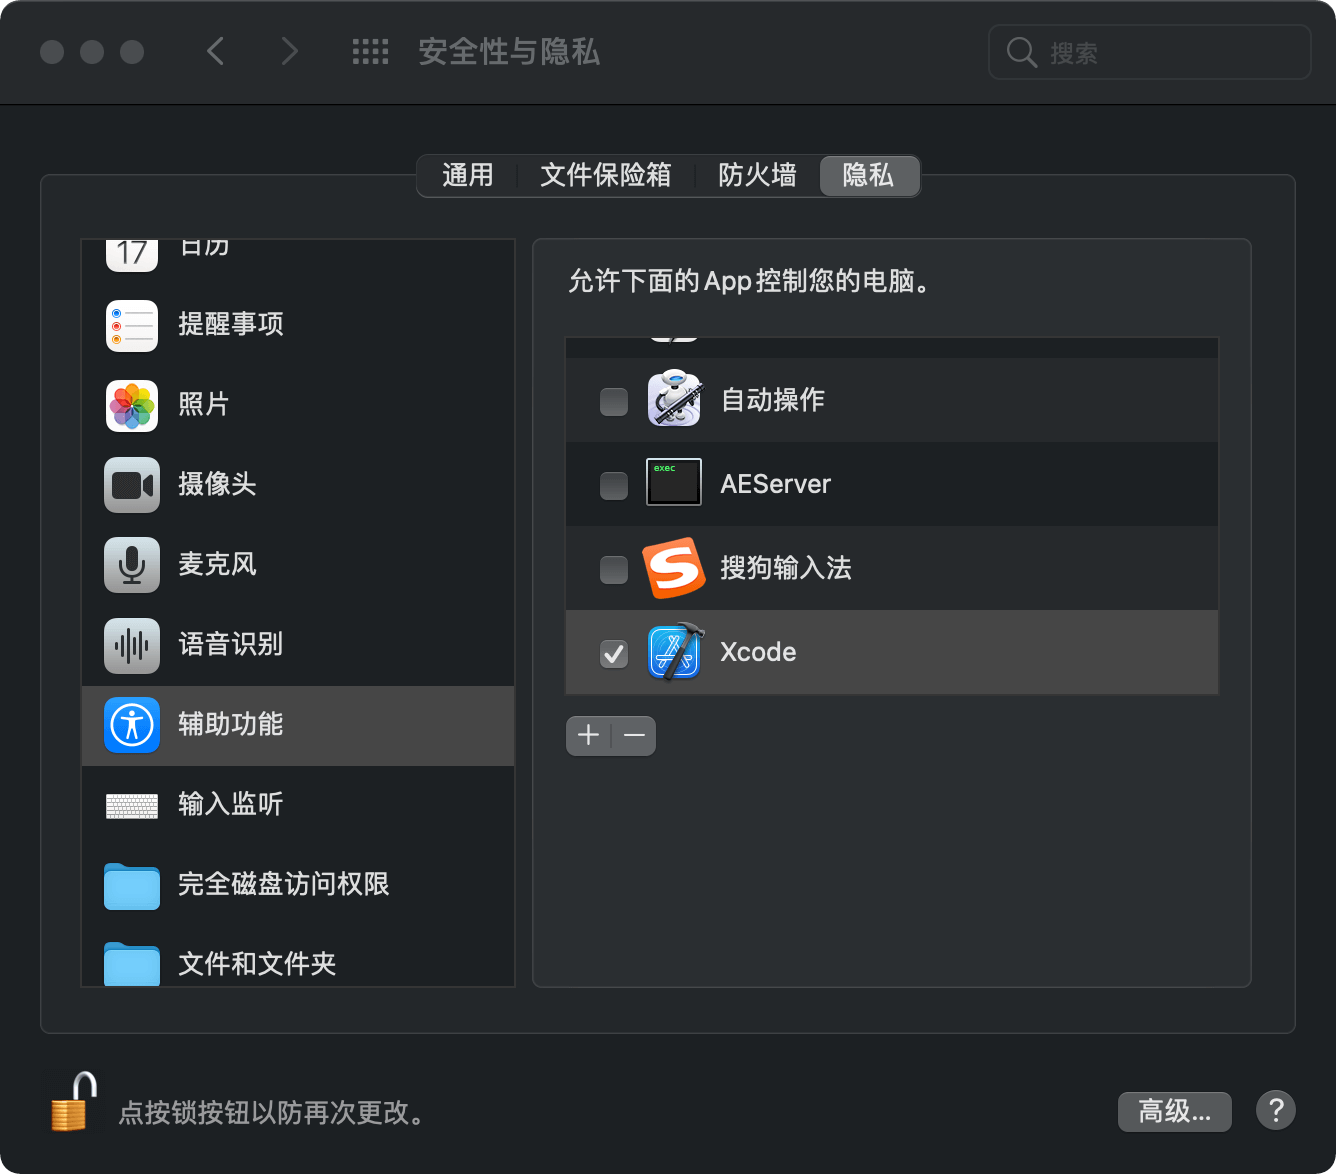 安全性与隐私
搜索
通用
文件保险箱
防火墙
隐私
17
日历
提醒事项
照片
摄像头
麦克风
语音识别
辅助功能
输入监听
完全磁盘访问权限
文件和文件夹
允许下面的App控制您的电脑。
自动操作
exec
AEServer
搜狗输入法
Xcode
点按锁按钮以防再次更改。
高级...
?